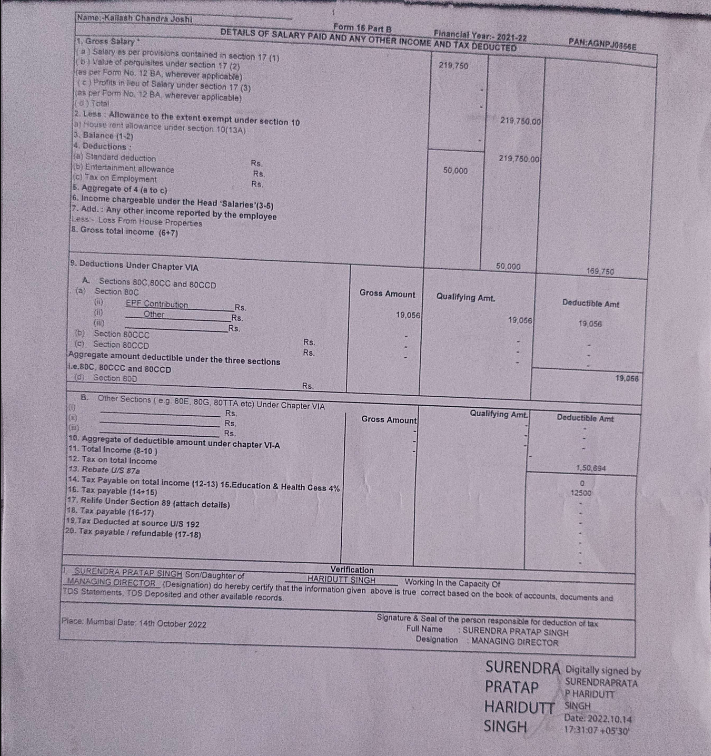 Name:-Kailash Chandra Joshi
Form 16 Part B
Financial Year:- 2021-22
PAN:AGNPJ0556E
DETAILS OF SALARY PAID AND ANY OTHER INCOME AND TAX DEDUCTED
1. Gross Salary
(a) Salary as per provisions contained in section 17 (1) 219,750
(b) Value of perquisites under section 17 (2)
(as per Form No. 12 BA, wherever applicable) -
(c) Profits in lieu of Salary under section 17 (3)
(as per Form No. 12 BA, wherever applicable) -
(d) Total 219,750.00
2. Less : Allowance to the extent exempt under section 10
a) House rent allowance under section 10(13A) -
3. Balance (1-2) 219,750.00
4. Deductions :
(a) Standard deduction Rs. 50,000
(b) Entertainment allowance Rs.
(c) Tax on Employment Rs.
5. Aggregate of 4 (a to c)
6. Income chargeable under the Head 'Salaries'(3-5)
7. Add. : Any other income reported by the employee
Less:- Loss From House Properties
8. Gross total income (6+7)
50,000 169,750
9. Deductions Under Chapter VIA
A. Sections 80C,80CC and 80CCD
Gross Amount Qualifying Amt. Deductible Amt
(a) Section 80C
(ii) EPF Contribution Rs. 19,056 19,056 19,056
(ii) Other Rs. - - -
(iii) Rs. - - -
(b) Section 80CCC Rs. - - -
(c) Section 80CCD Rs.
Aggregate amount deductible under the three sections
i.e.80C, 80CCC and 80CCD 19,056
(d) Section 80D Rs.
B. Other Sections ( e.g. 80E, 80G, 80TTA etc) Under Chapter VIA
Gross Amount Qualifying Amt. Deductible Amt
(i) Rs. - - -
(ii) Rs. - - -
(iii) Rs. - - -
10. Aggregate of deductible amount under chapter VI-A
11. Total Income (8-10 ) 1,50,694
12. Tax on total Income 0
13. Rebate U/S 87a 12500
14. Tax Payable on total Income (12-13) 15.Education & Health Cess 4% -
16. Tax payable (14+15) -
17. Relife Under Section 89 (attach details) -
18. Tax payable (16-17) -
19.Tax Deducted at source U/S 192 -
20. Tax payable / refundable (17-18) -
Verification
I, SURENDRA PRATAP SINGH Son/Daughter of HARIDUTT SINGH Working In the Capacity Of
MANAGING DIRECTOR (Designation) do hereby certify that the information given above is true correct based on the book of accounts, documents and
TDS Statements, TDS Deposited and other available records.
Signature & Seal of the person responsible for deduction of tax
Place: Mumbai Date: 14th October 2022
Full Name : SURENDRA PRATAP SINGH
Designation : MANAGING DIRECTOR
SURENDRA
PRATAP
HARIDUTT
SINGH
Digitally signed by
SURENDRAPRATA
P HARIDUTT
SINGH
Date: 2022.10.14
17:31:07 +05'30'